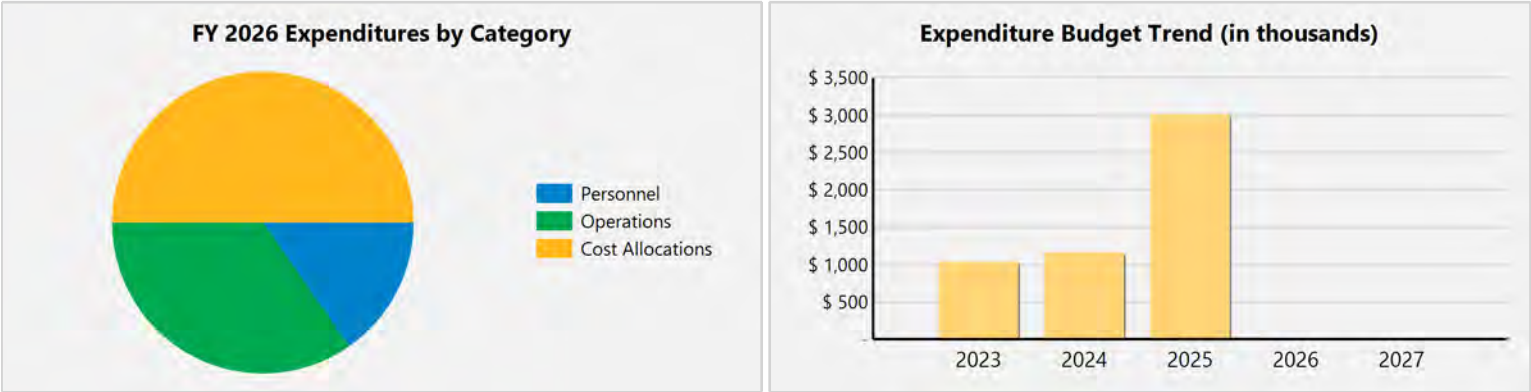 FY 2026 Expenditures by Category
Personnel
Operations
Cost Allocations
Expenditure Budget Trend (in thousands)
$ 3,500
$ 3,000
$ 2,500
$ 2,000
$ 1,500
$ 1,000
$ 500
-
2023 2024 2025 2026 2027